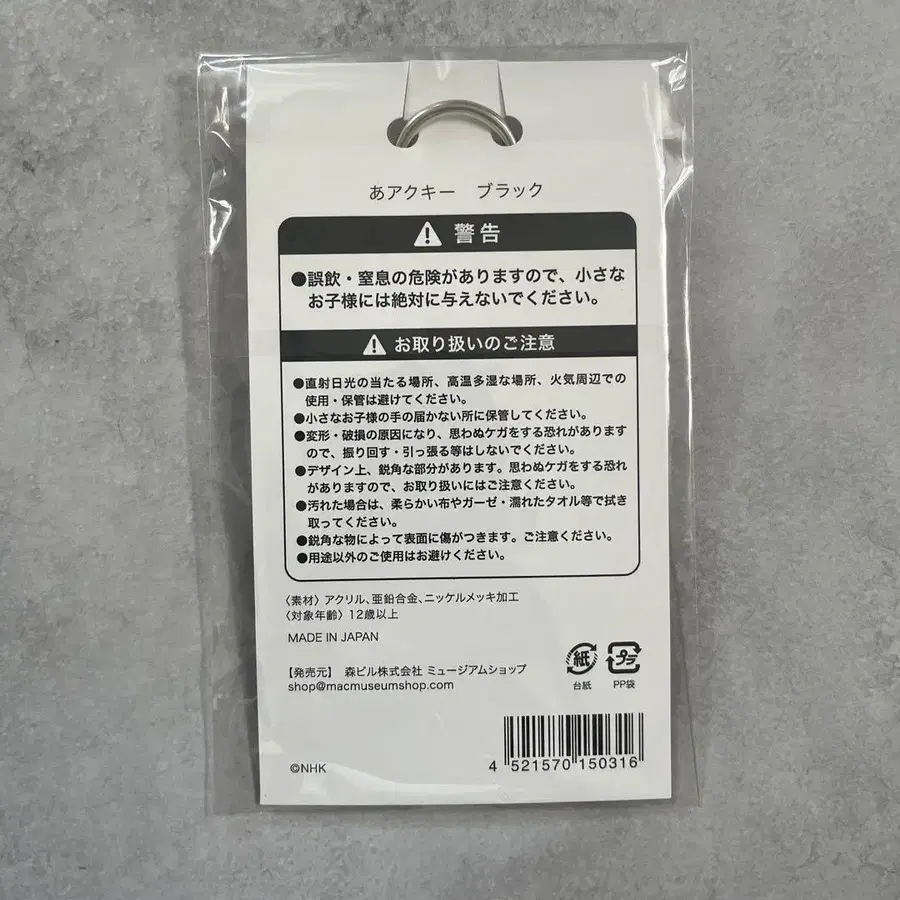 あアクキー　ブラック
警告
●誤飲・窒息の危険がありますので、小さな
お子様には絶対に与えないでください。
お取り扱いのご注意
●直射日光の当たる場所、高温多湿な場所、火気周辺での
使用・保管は避けてください。
●小さなお子様の手の届かない所に保管してください。
●変形・破損の原因になり、思わぬケガをする恐れがあります
ので、振り回す・引っ張る等はしないでください。
●デザイン上、鋭角な部分があります。思わぬケガをする恐れ
がありますので、お取り扱いにはご注意ください。
●汚れた場合は、柔らかい布やガーゼ・濡れたタオル等で拭き
取ってください。
●鋭角な物によって表面に傷がつきます。ご注意ください。
●用途以外のご使用はお避けください。
〈素材〉アクリル、亜鉛合金、ニッケルメッキ加工
〈対象年齢〉12歳以上
MADE IN JAPAN
【発売元】 森ビル株式会社 ミュージアムショップ
shop@macmuseumshop.com
紙
台紙
プラ
PP袋
4 521570 150316
©NHK